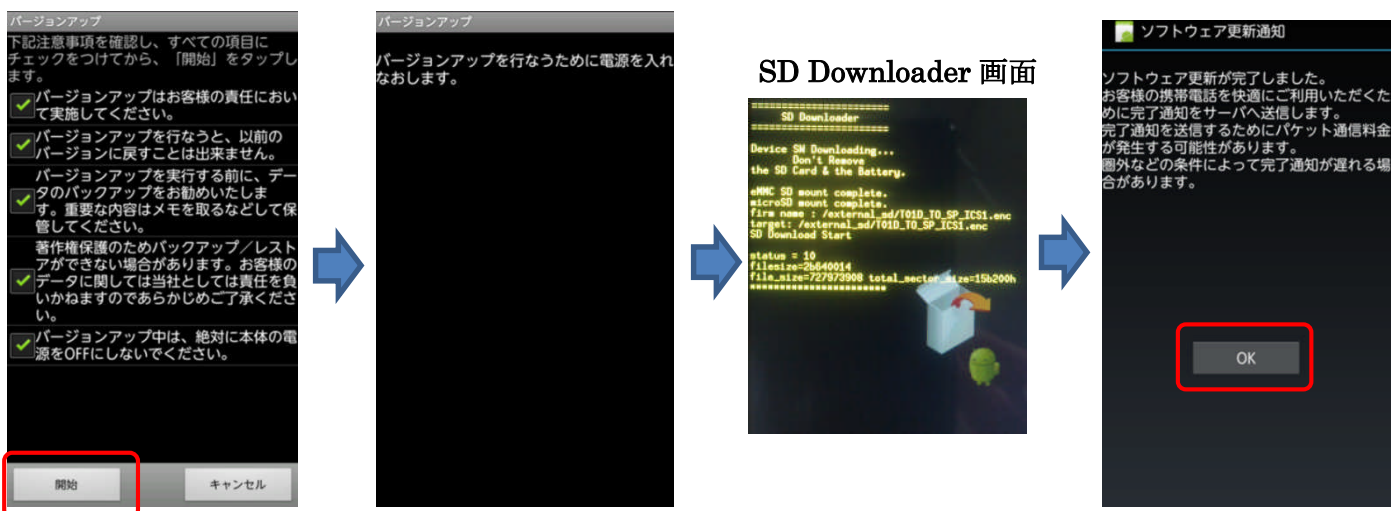 バージョンアップ
下記注意事項を確認し、すべての項目に
チェックをつけてから、「開始」をタップし
ます。
バージョンアップはお客様の責任におい
て実施してください。
バージョンアップを行なうと、以前の
バージョンに戻すことは出来ません。
バージョンアップを実行する前に、デー
タのバックアップをお勧めいたしま
す。重要な内容はメモを取るなどして保
管してください。
著作権保護のためバックアップ／レスト
アができない場合があります。お客様の
データに関しては当社としては責任を負
いかねますのであらかじめご了承くださ
い。
バージョンアップ中は、絶対に本体の電
源をOFFにしないでください。
開始
キャンセル
バージョンアップ
バージョンアップを行なうために電源を入れ
なおします。
SD Downloader 画面
========================
SD Downloader
========================
Device SW Downloading...
Don't Remove
the SD Card & the Battery.
eMMC SD mount complete.
microSD mount complete.
firm name : /external_sd/T01D_TO_SP_ICS1.enc
target: /external_sd/T01D_TO_SP_ICS1.enc
SD Download Start
status = 10
filesize=2b640014
file_size=727973908 total_sector_size=15b200h
************************
ソフトウェア更新通知
ソフトウェア更新が完了しました。
お客様の携帯電話を快適にご利用いただくた
めに完了通知をサーバへ送信します。
完了通知を送信するためにパケット通信料金
が発生する可能性があります。
圏外などの条件によって完了通知が遅れる場
合があります。
OK